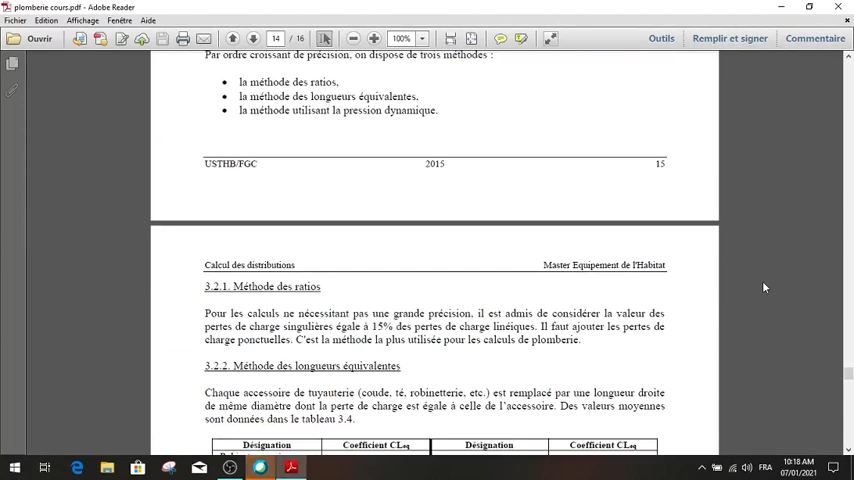 plomberie cours.pdf - Adobe Reader
Fichier Edition Affichage Fenêtre Aide
Ouvrir 14 / 16 100% Outils Remplir et signer Commentaire
Par ordre croissant de précision, on dispose de trois méthodes :
• la méthode des ratios,
• la méthode des longueurs équivalentes,
• la méthode utilisant la pression dynamique.
USTHB/FGC 2015 15
Calcul des distributions Master Equipement de l'Habitat
3.2.1. Méthode des ratios
Pour les calculs ne nécessitant pas une grande précision, il est admis de considérer la valeur des
pertes de charge singulières égale à 15% des pertes de charge linéiques. Il faut ajouter les pertes de
charge ponctuelles. C'est la méthode la plus utilisée pour les calculs de plomberie.
3.2.2. Méthode des longueurs équivalentes
Chaque accessoire de tuyauterie (coude, té, robinetterie, etc.) est remplacé par une longueur droite
de même diamètre dont la perte de charge est égale à celle de l'accessoire. Des valeurs moyennes
sont données dans le tableau 3.4.
Désignation Coefficient CLeq Désignation Coefficient CLeq
FRA 10:18 AM
07/01/2021